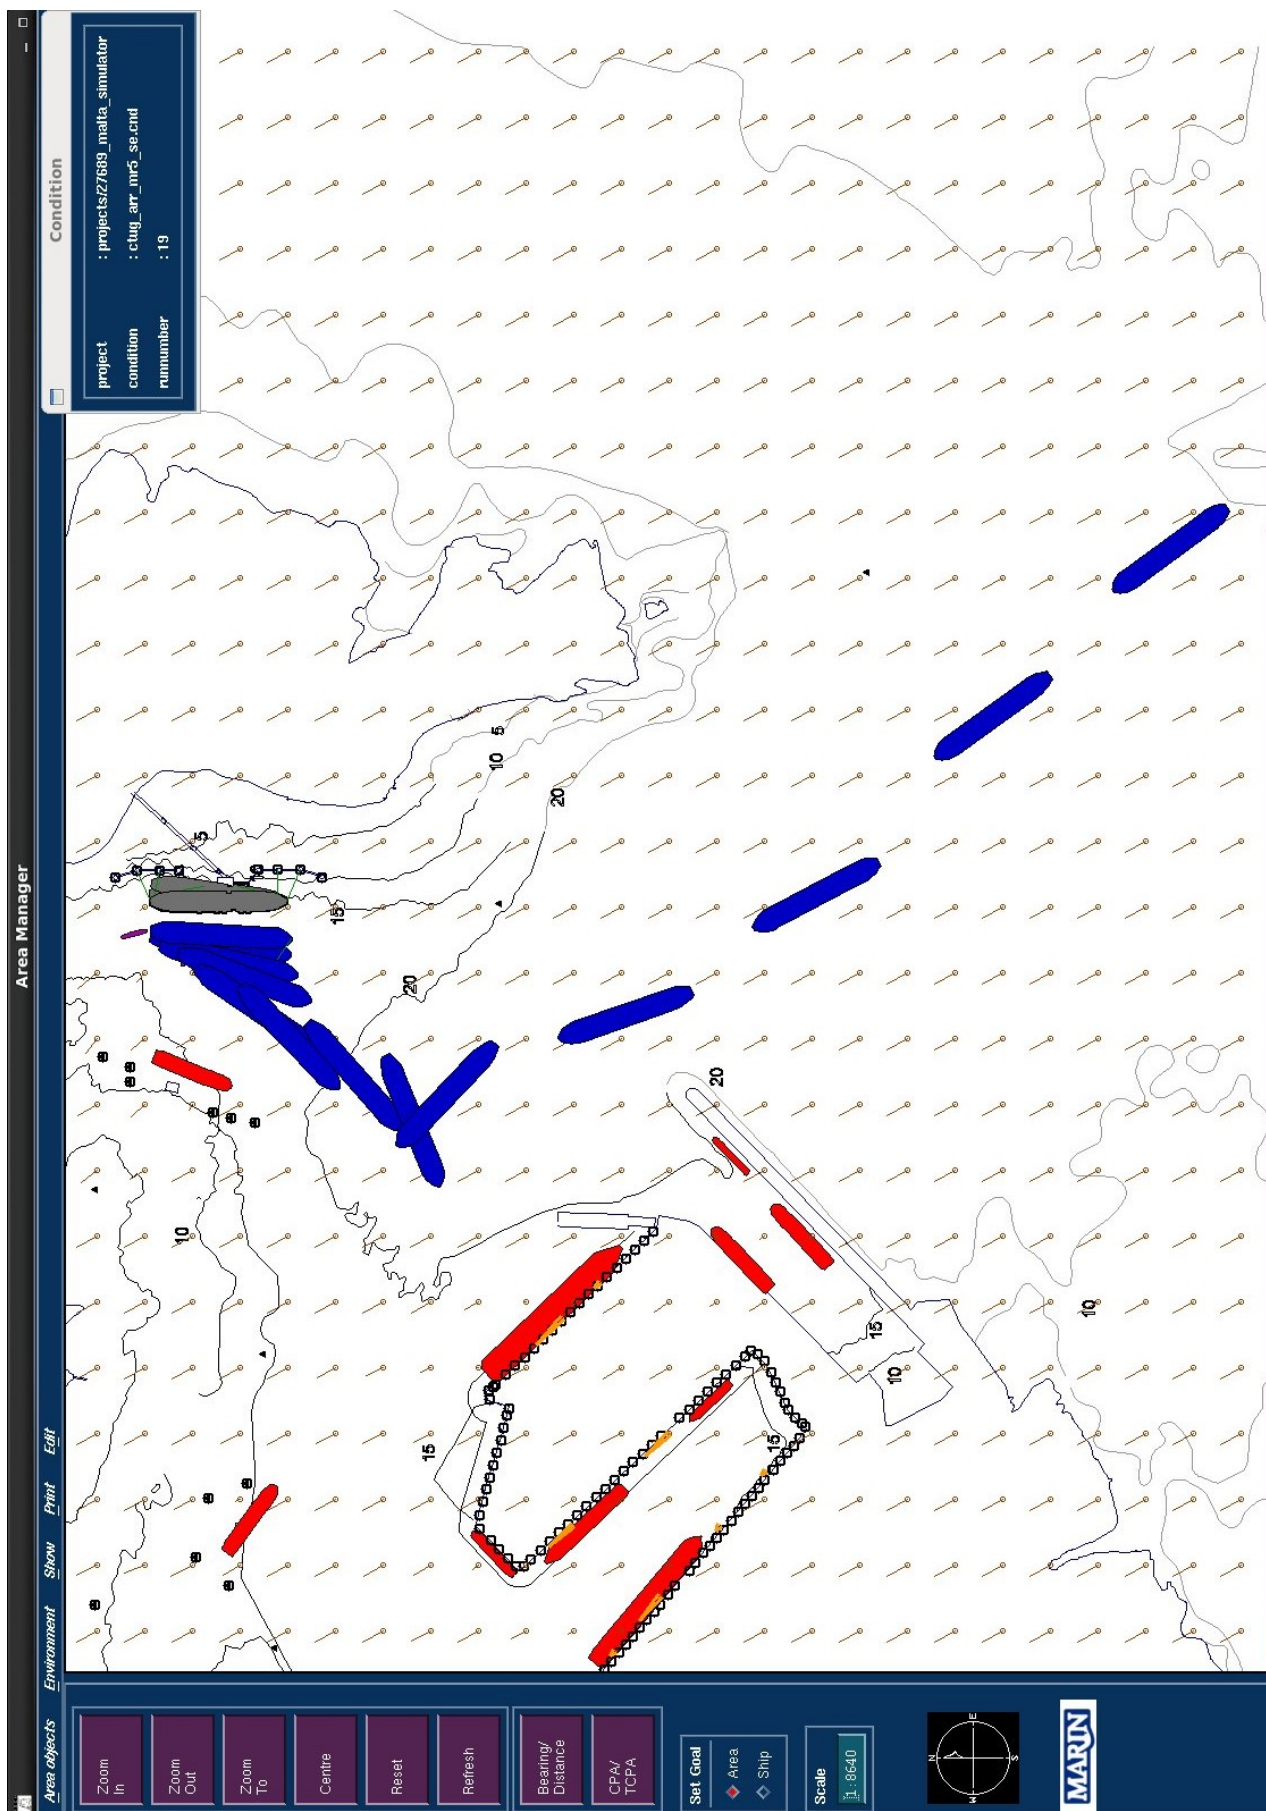 Area Manager
Area objects Environment Show Print Edit
Condition
project : projects/27689_malta_simulator
condition : ctug_arr_mr5_se.cnd
runnumber : 19
Zoom
In
Zoom
Out
Zoom
To
Centre
Reset
Refresh
Bearing/
Distance
CPA/
TCPA
Set Goal
Area
Ship
Scale
1:8640
N
W E
S
MARIN
5
15
20
10
5
20
10
20
15
15
15
10
10